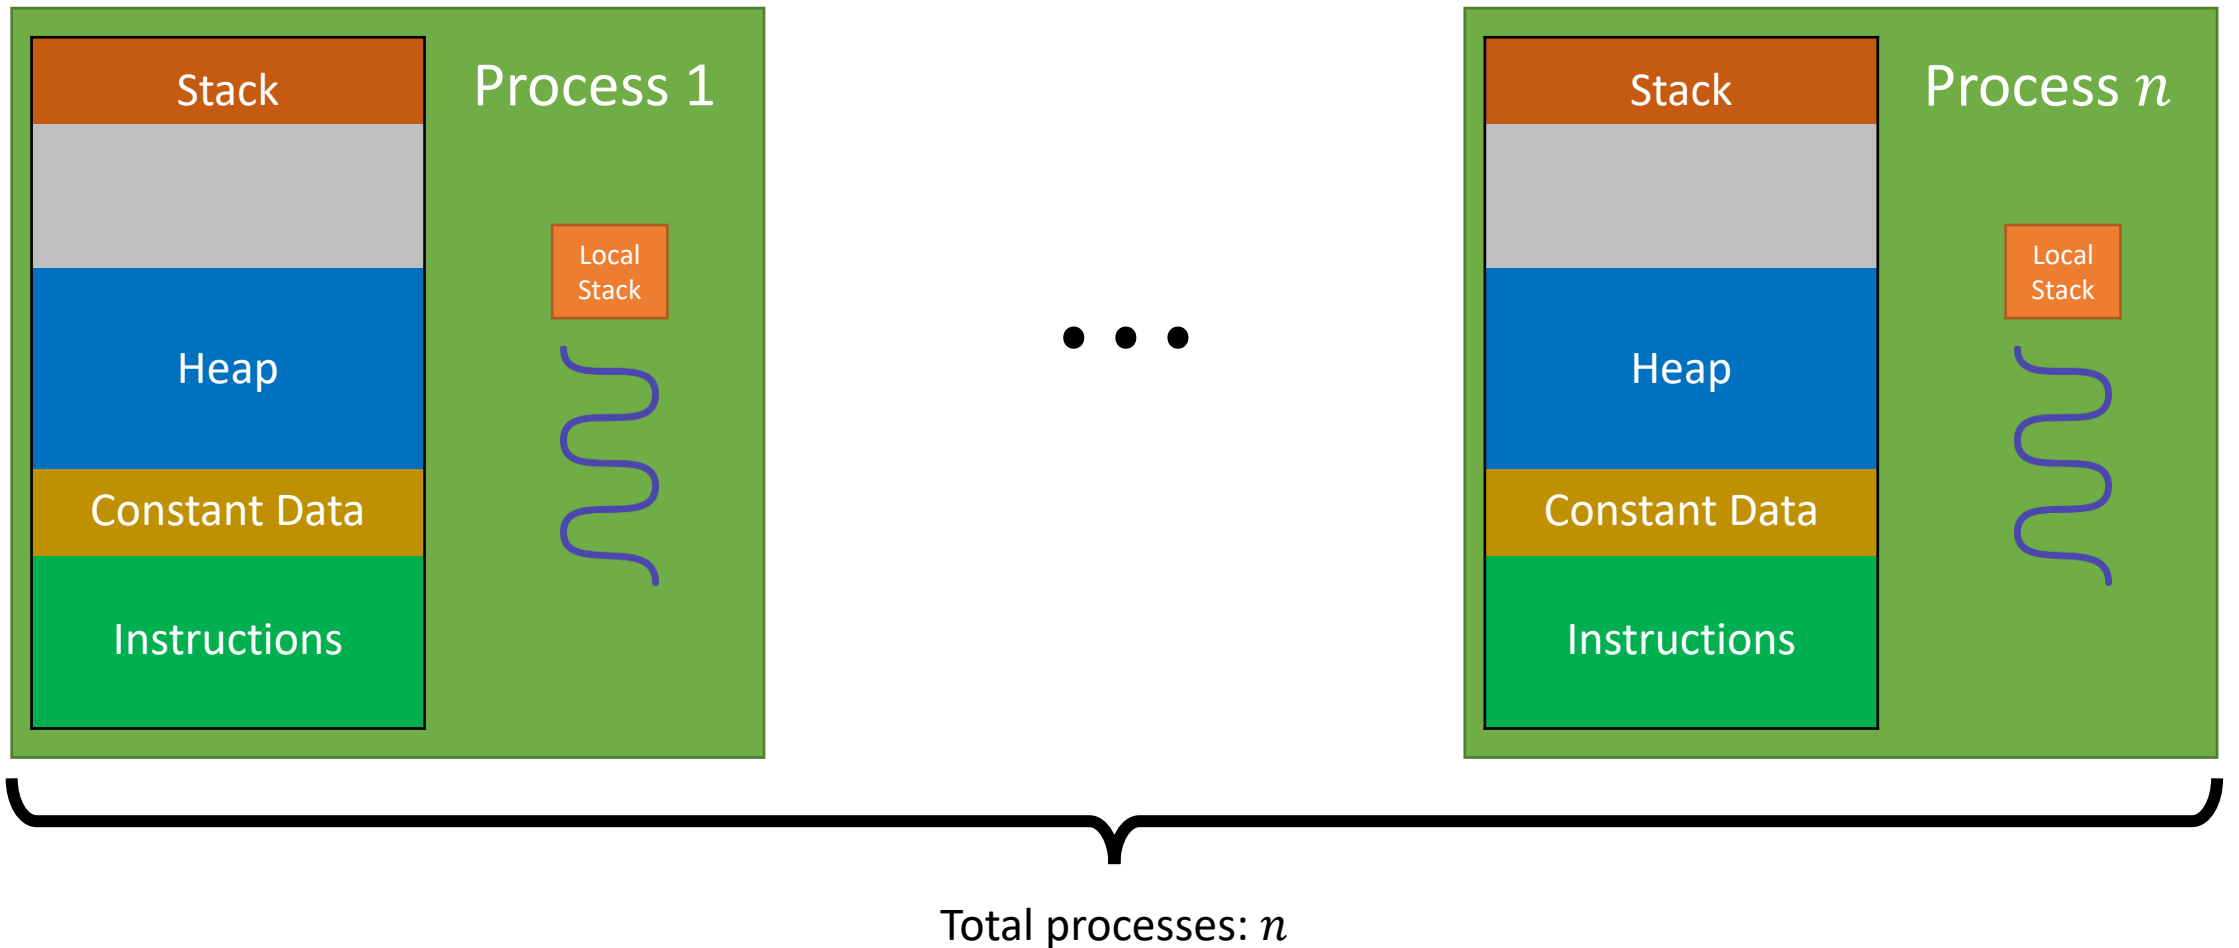 Process 1
Stack
Local
Stack
Heap
Constant Data
Instructions
Process n
Stack
Local
Stack
Heap
Constant Data
Instructions
Total processes: n